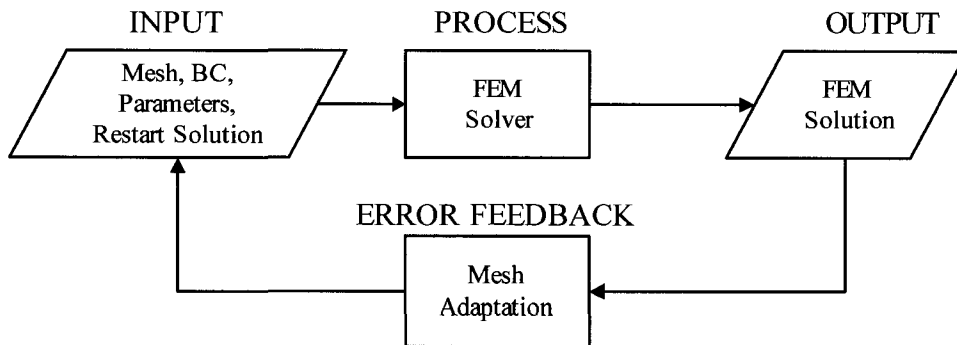 INPUT
PROCESS
OUTPUT
Mesh, BC,
Parameters,
Restart Solution
FEM
Solver
FEM
Solution
ERROR FEEDBACK
Mesh
Adaptation